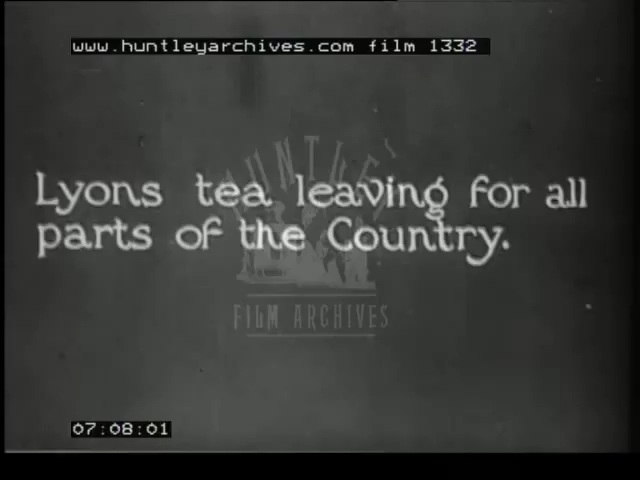 www.huntleyarchives.com film 1332
HUNTLEY
Lyons tea leaving for all
parts of the Country.
FILM ARCHIVES
07:08:01